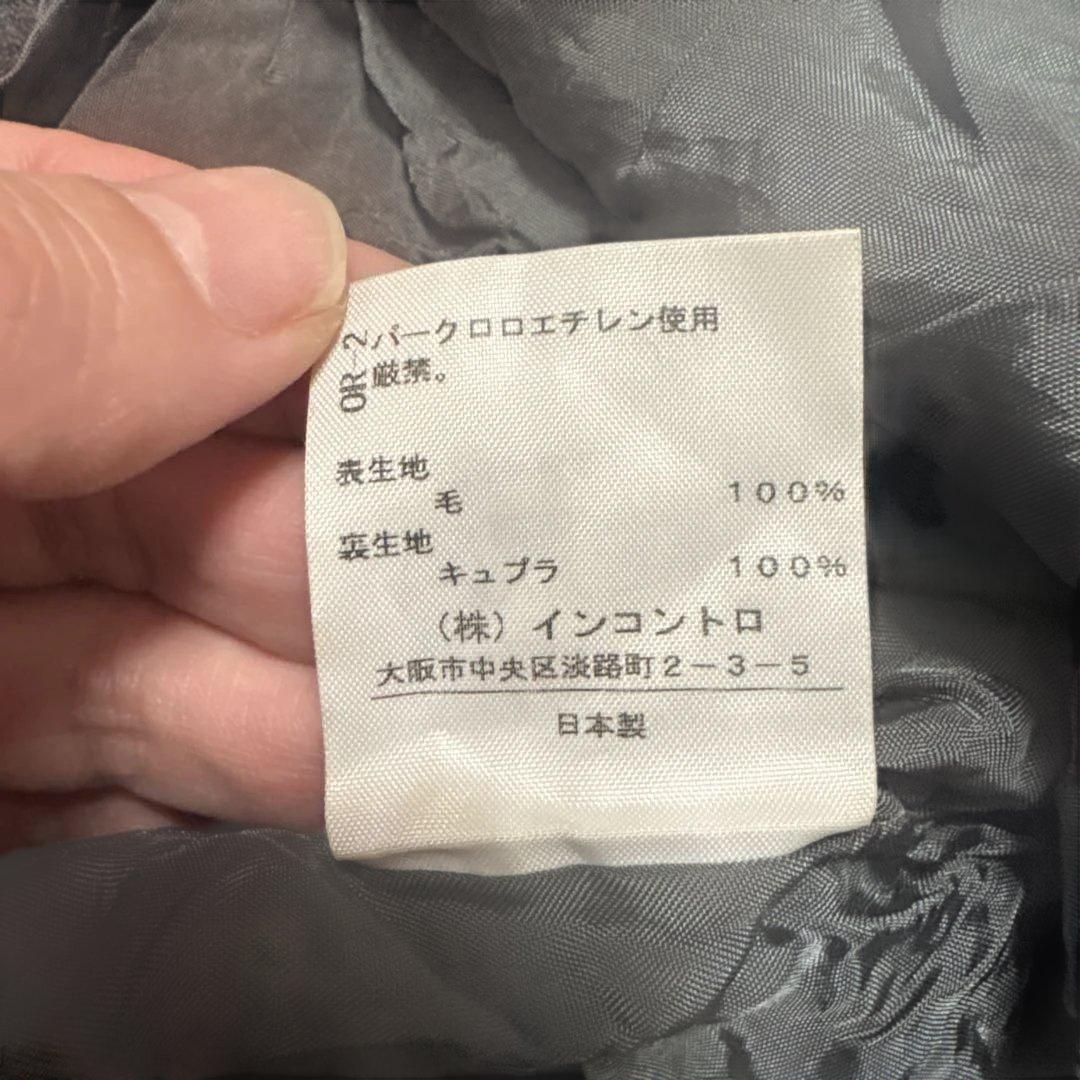 パークロロエチレン使用
厳禁。
OR-2
表生地
毛 100%
裏生地
キュプラ 100%
(株)インコントロ
大阪市中央区淡路町2-3-5
日本製